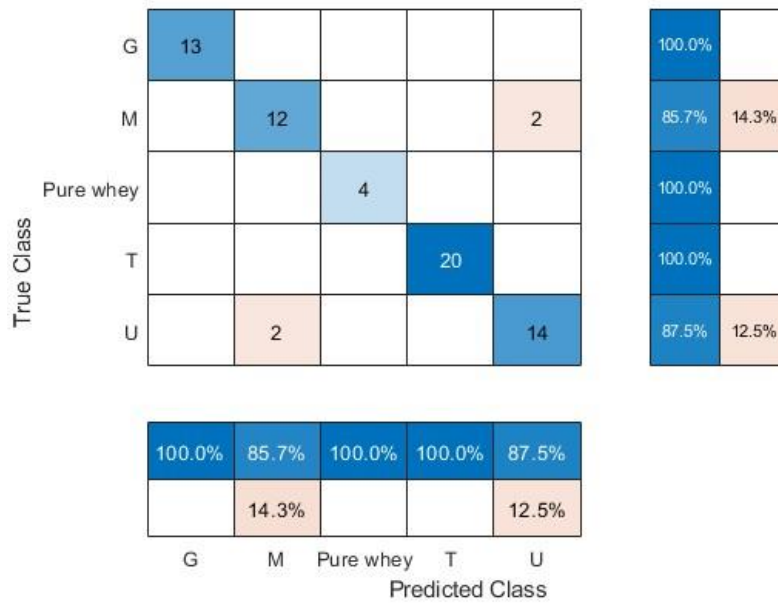 G 13 100.0%
M 12 2 85.7% 14.3%
Pure whey 4 100.0%
T 20 100.0%
U 2 14 87.5% 12.5%
True Class
100.0% 85.7% 100.0% 100.0% 87.5%
14.3% 12.5%
G M Pure whey T U
Predicted Class